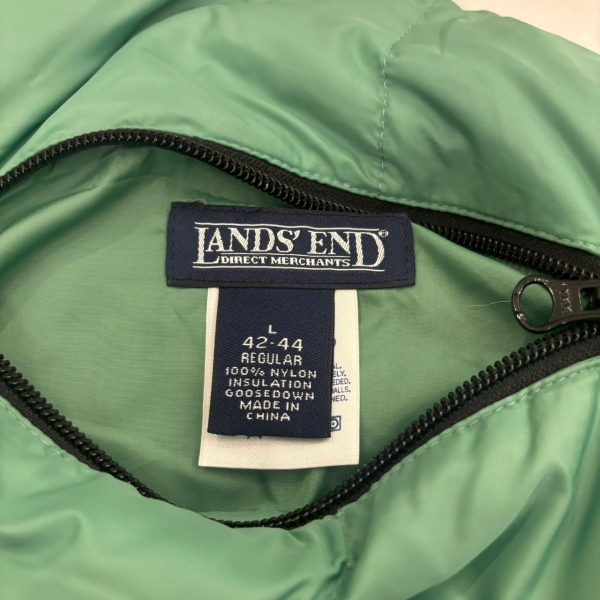 LANDS' END®
DIRECT MERCHANTS
L
42-44
REGULAR
100% NYLON
INSULATION
GOOSEDOWN
MADE IN
CHINA